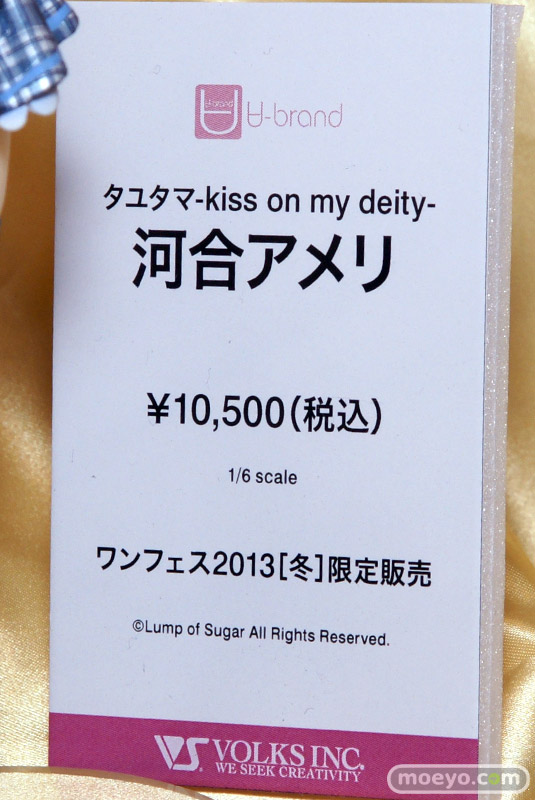 U-brand
U-brand
タユタマ-kiss on my deity-
河合アメリ
¥10,500(税込)
1/6 scale
ワンフェス2013[冬]限定販売
©Lump of Sugar All Rights Reserved.
VS. VOLKS INC.
WE SEEK CREATIVITY
moeyo.com